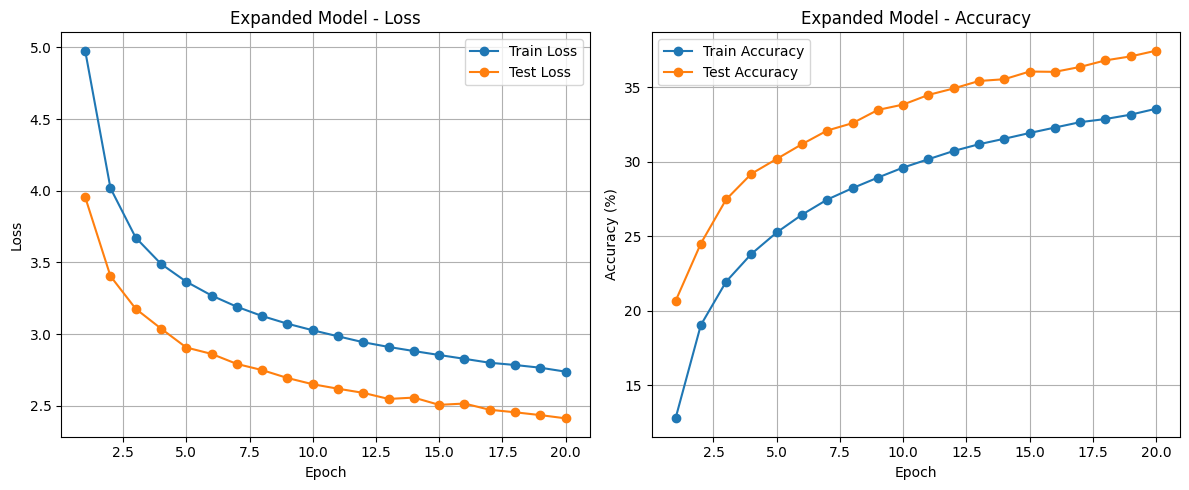 Expanded Model - Loss
5.0
4.5
4.0
3.5
3.0
2.5
Loss
Train Loss
Test Loss
2.5 5.0 7.5 10.0 12.5 15.0 17.5 20.0
Epoch
Expanded Model - Accuracy
35
30
25
20
15
Accuracy (%)
Train Accuracy
Test Accuracy
2.5 5.0 7.5 10.0 12.5 15.0 17.5 20.0
Epoch